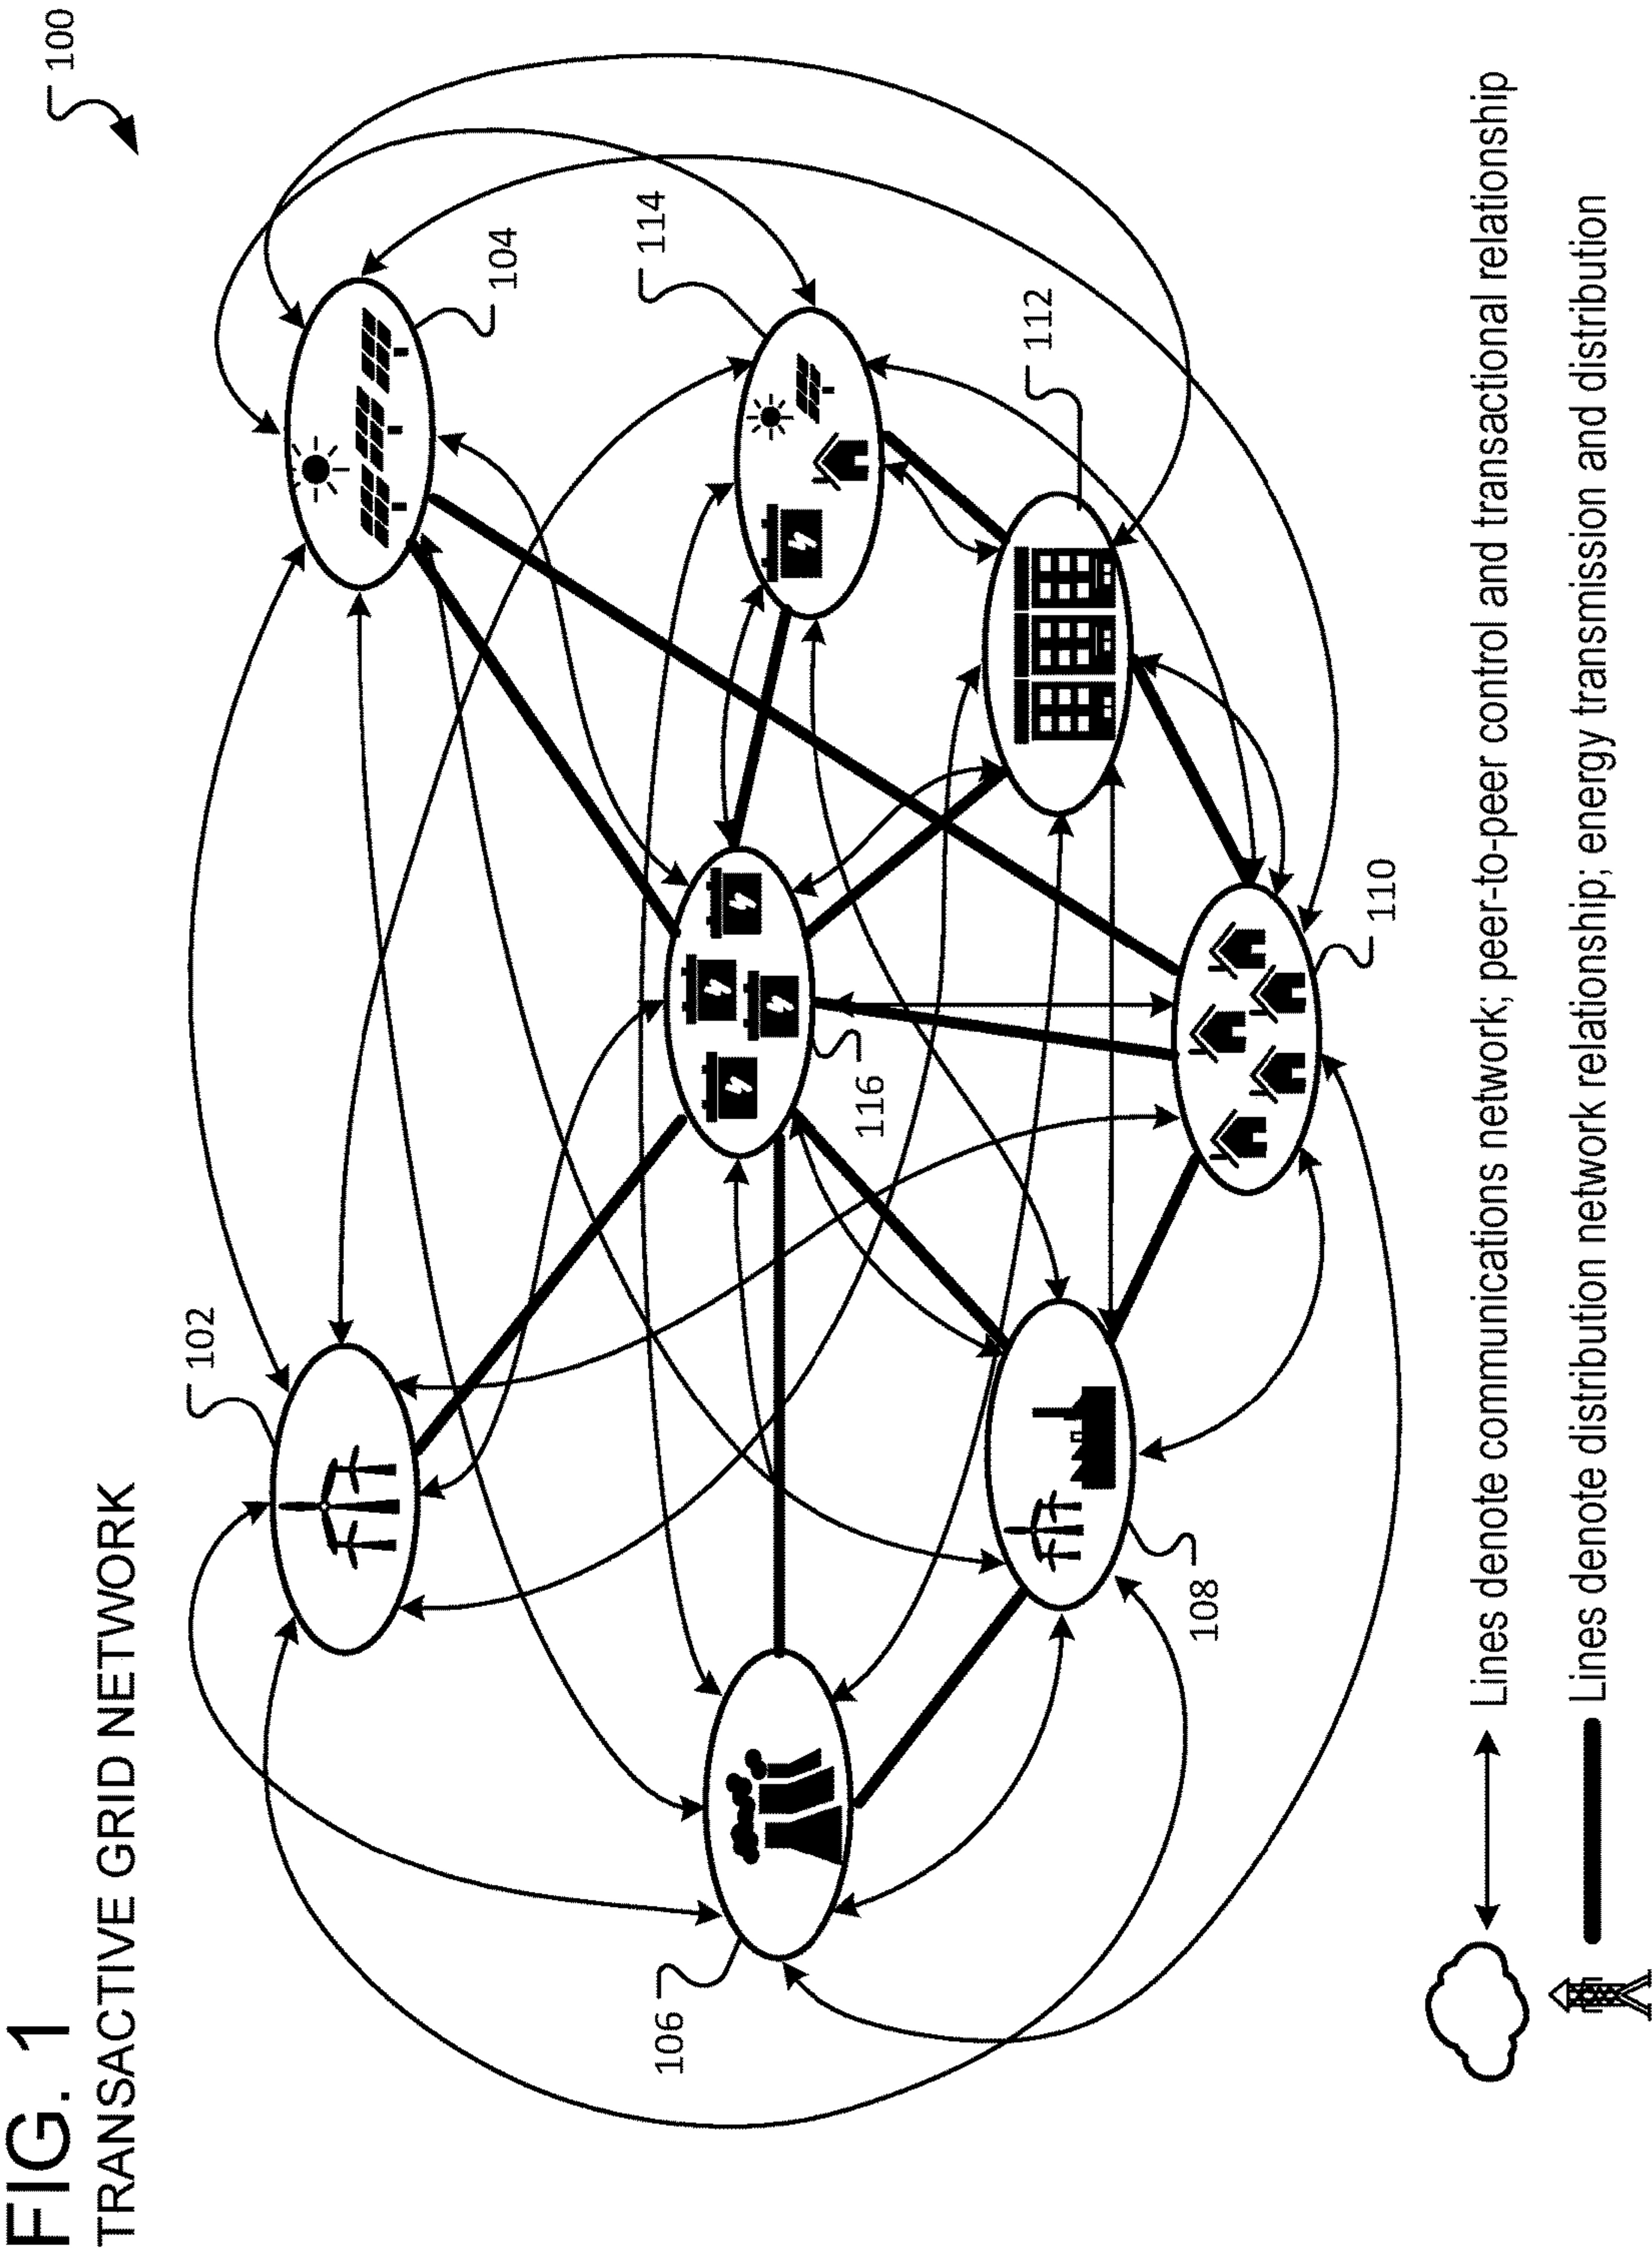 FIG. 1
TRANSACTIVE GRID NETWORK
100
102
104
114
112
116
106
108
110
Lines denote communications network; peer-to-peer control and transactional relationship
Lines denote distribution network relationship; energy transmission and distribution